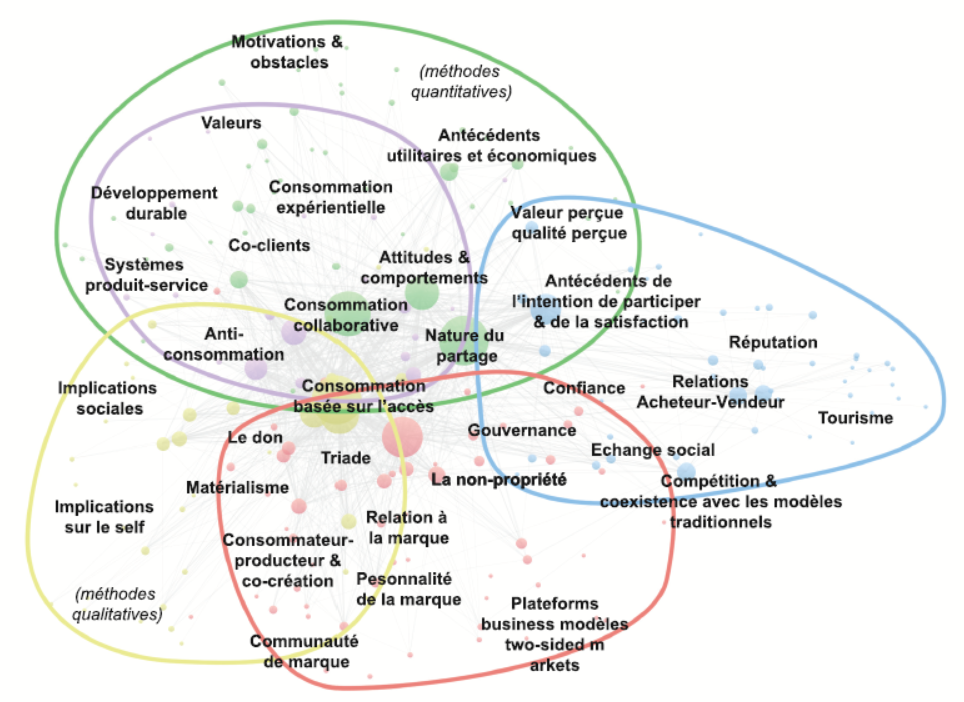 Motivations &
obstacles
(méthodes
quantitatives)
Valeurs
Antécédents
utilitaires et économiques
Développement
durable
Consommation
expérientielle
Valeur perçue
qualité perçue
Co-clients
Systèmes
produit-service
Attitudes &
comportements
Antécédents de
l'intention de participer
& de la satisfaction
Consommation
collaborative
Anti-
consommation
Nature du
partage
Réputation
Implications
sociales
Consommation
basée sur l'accès
Confiance
Relations
Acheteur-Vendeur
Tourisme
Le don
Gouvernance
Triade
Echange social
Matérialisme
La non-propriété
Compétition &
coexistence avec les modèles
traditionnels
Implications
sur le self
Relation à
la marque
Consommateur-
producteur &
co-création
Pesonnalité
de la marque
(méthodes
qualitatives)
Plateforms
business modèles
two-sided m
arkets
Communauté
de marque